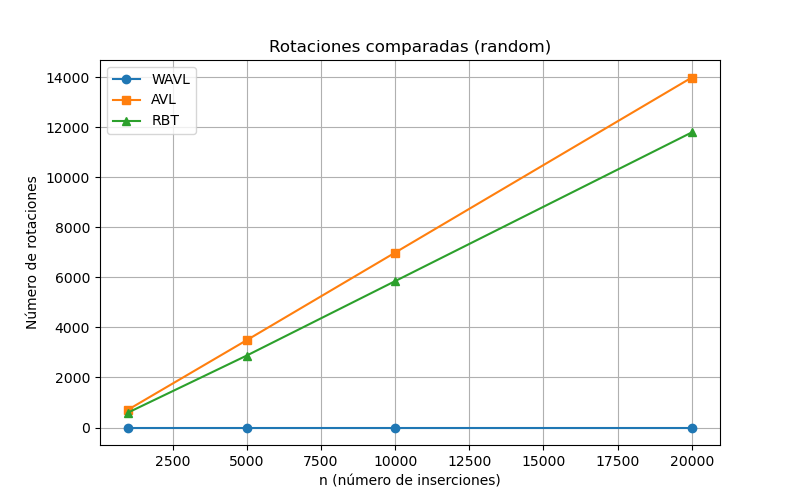 Rotaciones comparadas (random)
WAVL
AVL
RBT
Número de rotaciones
14000
12000
10000
8000
6000
4000
2000
0
2500 5000 7500 10000 12500 15000 17500 20000
n (número de inserciones)